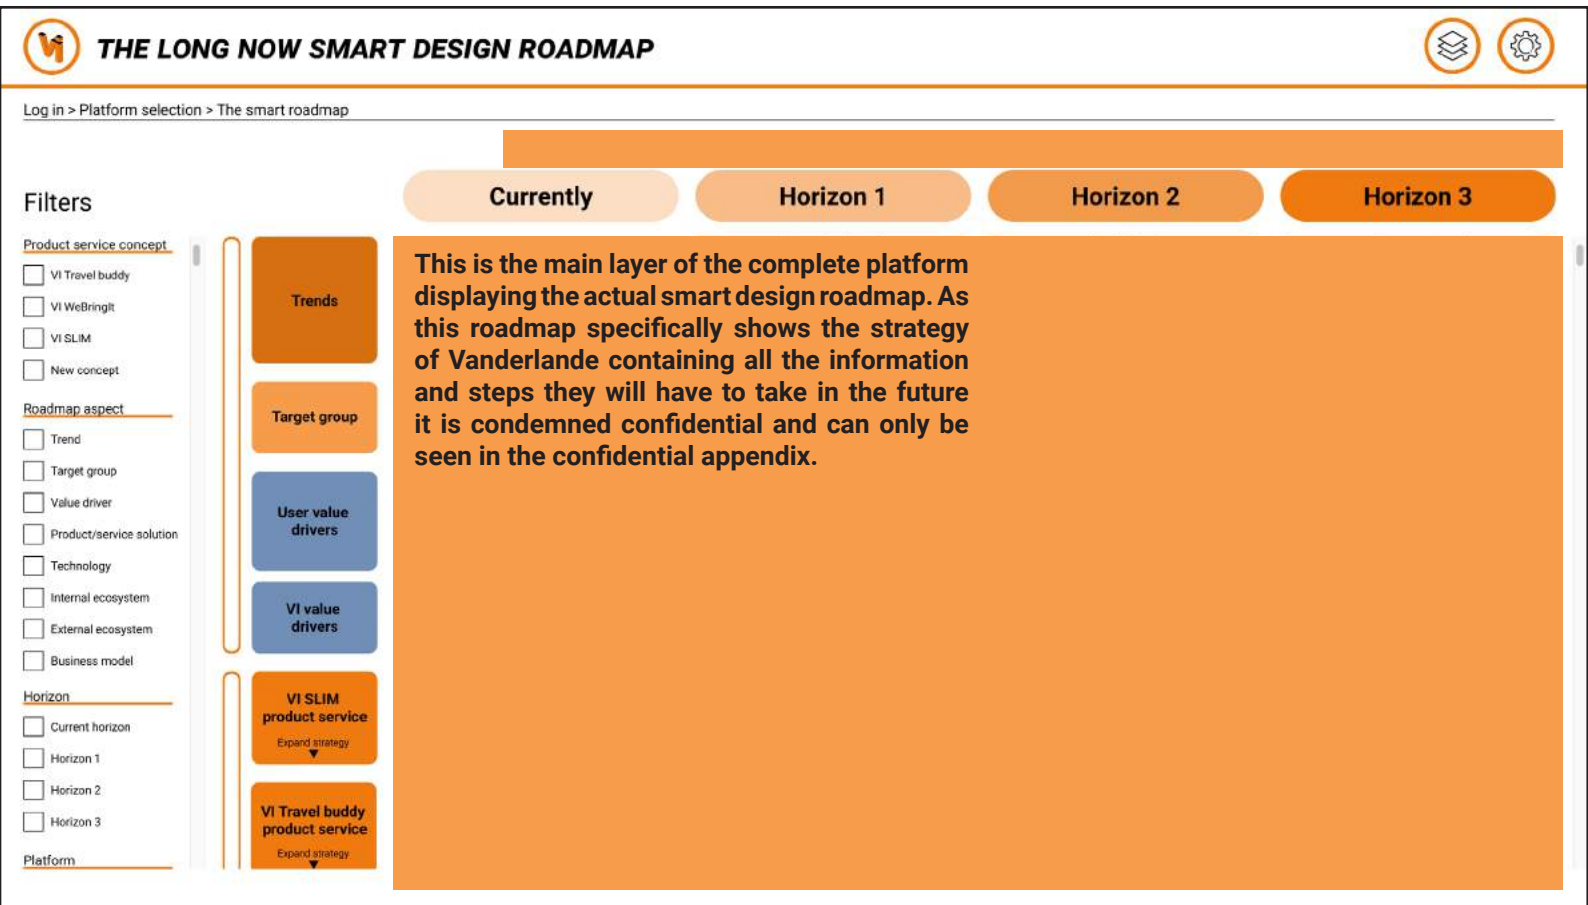 THE LONG NOW SMART DESIGN ROADMAP
Log in > Platform selection > The smart roadmap
Filters
Currently
Horizon 1
Horizon 2
Horizon 3
Product service concept
VI Travel buddy
VI WeBringIt
VI SLIM
New concept
Roadmap aspect
Trend
Target group
Value driver
Product/service solution
Technology
Internal ecosystem
External ecosystem
Business model
Horizon
Current horizon
Horizon 1
Horizon 2
Horizon 3
Platform
Trends
Target group
User value
drivers
VI value
drivers
VI SLIM
product service
Expand strategy
VI Travel buddy
product service
Expand strategy
This is the main layer of the complete platform
displaying the actual smart design roadmap. As
this roadmap specifically shows the strategy
of Vanderlande containing all the information
and steps they will have to take in the future
it is condemned confidential and can only be
seen in the confidential appendix.